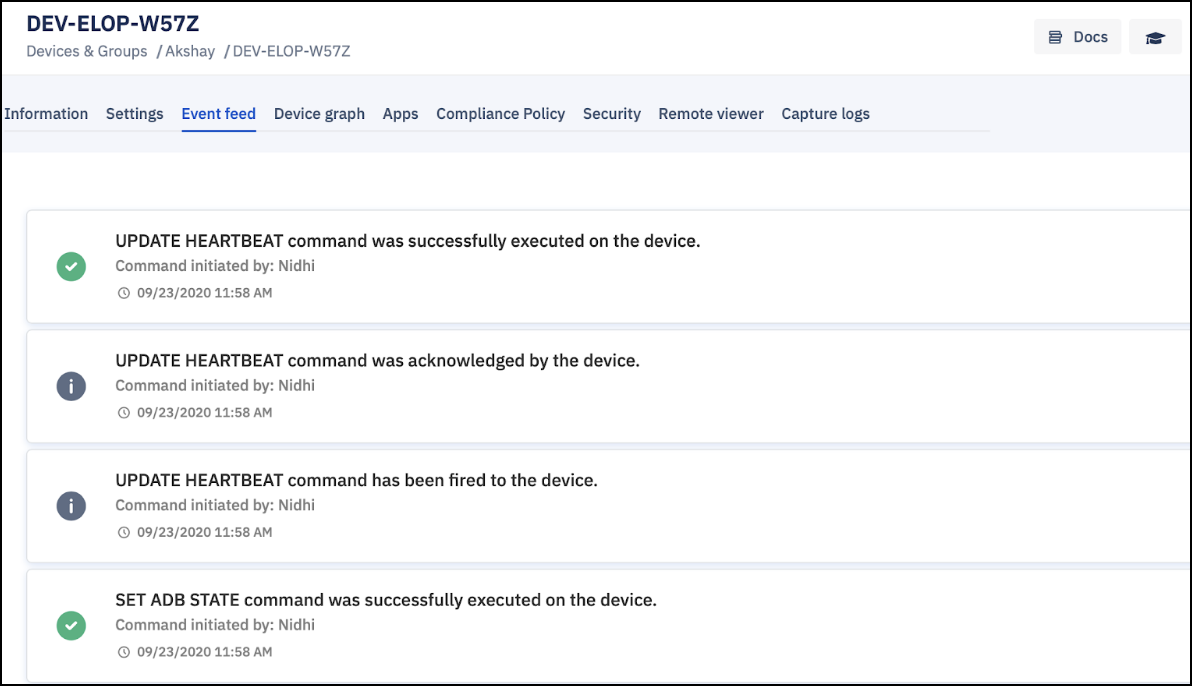 DEV-ELOP-W57Z
Devices & Groups / Akshay / DEV-ELOP-W57Z
Docs
Information Settings Event feed Device graph Apps Compliance Policy Security Remote viewer Capture logs
UPDATE HEARTBEAT command was successfully executed on the device.
Command initiated by: Nidhi
09/23/2020 11:58 AM
UPDATE HEARTBEAT command was acknowledged by the device.
Command initiated by: Nidhi
09/23/2020 11:58 AM
UPDATE HEARTBEAT command has been fired to the device.
Command initiated by: Nidhi
09/23/2020 11:58 AM
SET ADB STATE command was successfully executed on the device.
Command initiated by: Nidhi
09/23/2020 11:58 AM